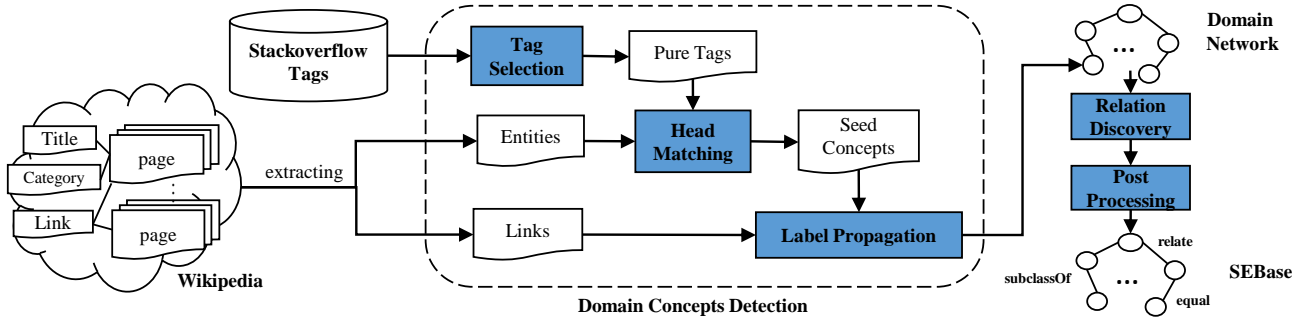 Stackoverflow
Tags
Tag
Selection
Pure Tags
Domain
Network
...
Title
Category
Link
page
page
Wikipedia
extracting
Entities
Head
Matching
Seed
Concepts
Links
Label Propagation
Domain Concepts Detection
Relation
Discovery
Post
Processing
relate
subclassOf
...
equal
SEBase